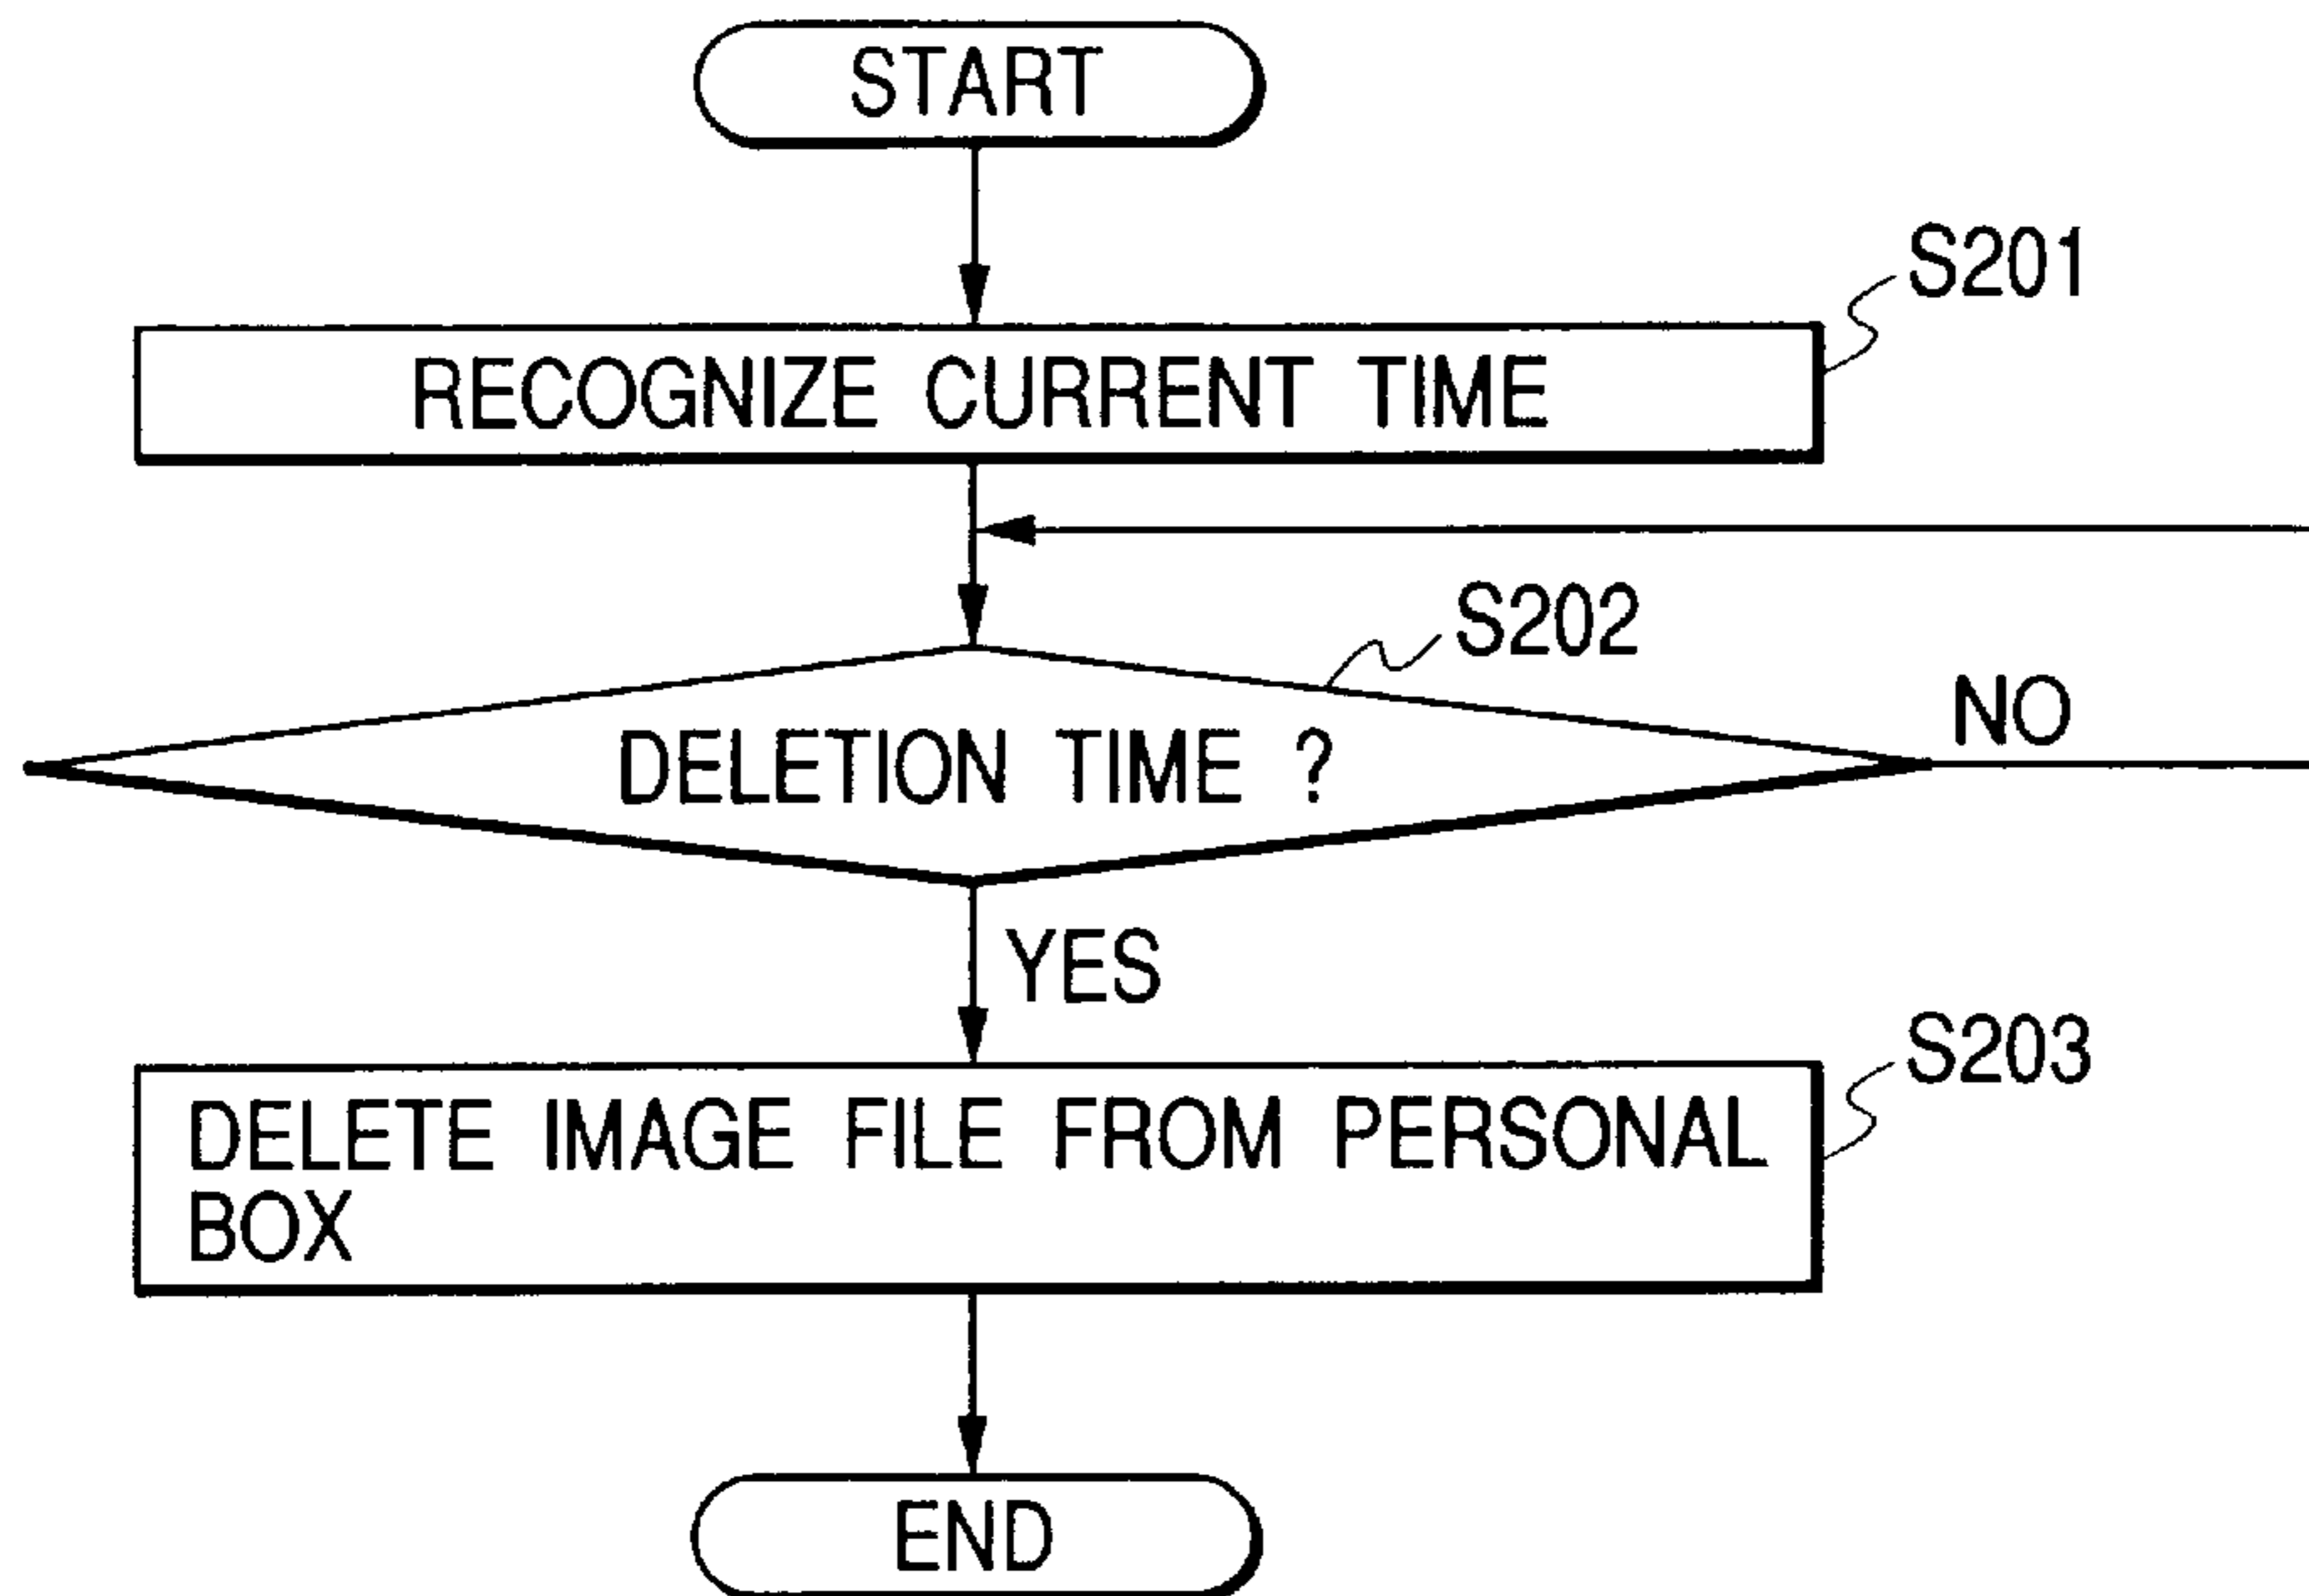 START
S201
RECOGNIZE CURRENT TIME
S202
DELETION TIME ?
NO
YES
S203
DELETE IMAGE FILE FROM PERSONAL
BOX
END